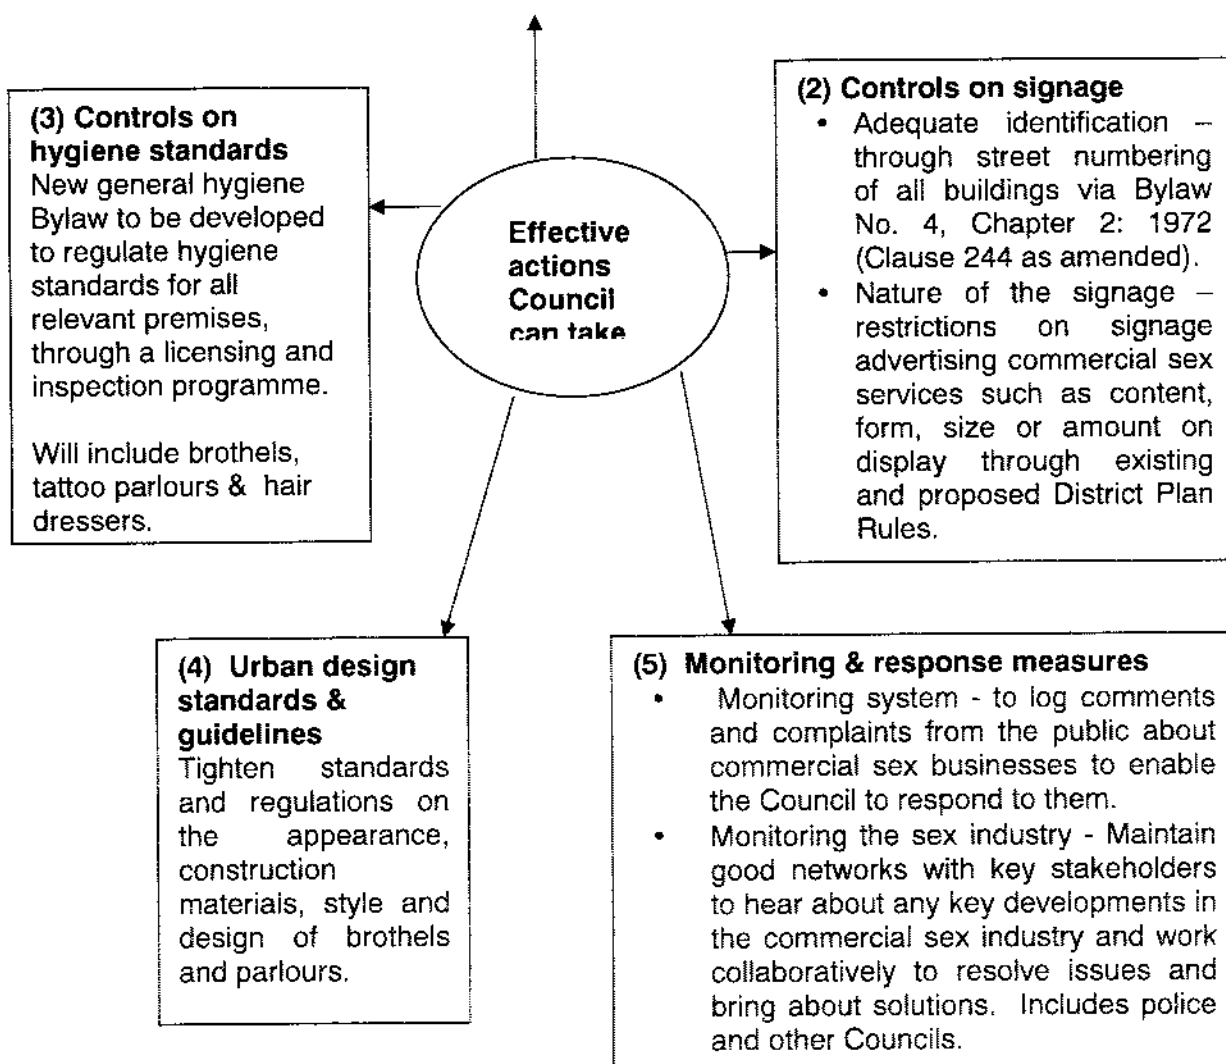 (3) Controls on
hygiene standards
New general hygiene
Bylaw to be developed
to regulate hygiene
standards for all
relevant premises,
through a licensing and
inspection programme.
Will include brothels,
tattoo parlours & hair
dressers.
Effective
actions
Council
can take
(2) Controls on signage
• Adequate identification –
through street numbering
of all buildings via Bylaw
No. 4, Chapter 2: 1972
(Clause 244 as amended).
• Nature of the signage –
restrictions on signage
advertising commercial sex
services such as content,
form, size or amount on
display through existing
and proposed District Plan
Rules.
(4) Urban design
standards &
guidelines
Tighten standards
and regulations on
the appearance,
construction
materials, style and
design of brothels
and parlours.
(5) Monitoring & response measures
• Monitoring system - to log comments
and complaints from the public about
commercial sex businesses to enable
the Council to respond to them.
• Monitoring the sex industry - Maintain
good networks with key stakeholders
to hear about any key developments in
the commercial sex industry and work
collaboratively to resolve issues and
bring about solutions. Includes police
and other Councils.